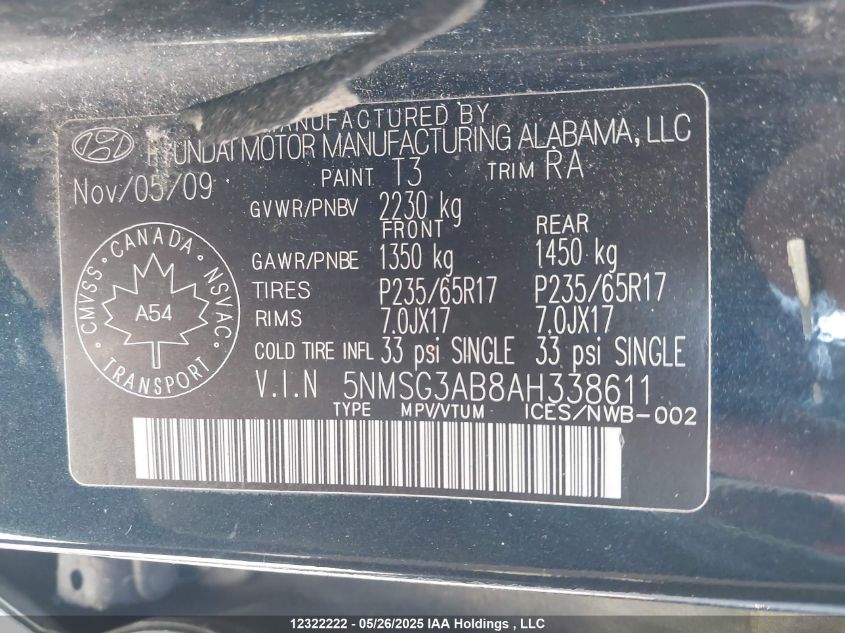 MANUFACTURED BY
HYUNDAI MOTOR MANUFACTURING ALABAMA, LLC
Nov/05/09 PAINT T3 TRIM RA
GVWR/PNBV 2230 kg
FRONT REAR
GAWR/PNBE 1350 kg 1450 kg
TIRES P235/65R17 P235/65R17
RIMS 7.0JX17 7.0JX17
COLD TIRE INFL 33 psi SINGLE 33 psi SINGLE
V.I.N 5NMSG3AB8AH338611
TYPE MPV/VTUM ICES/NWB-002
CMVSS · CANADA · NSVAC
A54
TRANSPORT
12322222 - 05/26/2025 IAA Holdings , LLC